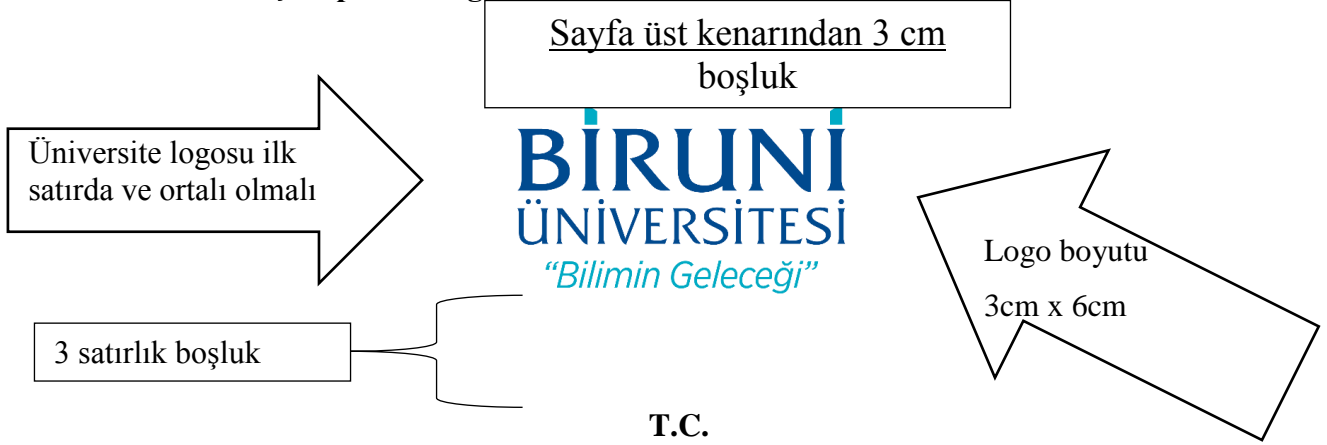 Sayfa üst kenarından 3 cm
boşluk
Üniversite logosu ilk
satırda ve ortalı olmalı
BİRUNİ
ÜNİVERSİTESİ
“Bilimin Geleceği”
Logo boyutu
3cm x 6cm
3 satırlık boşluk
T.C.